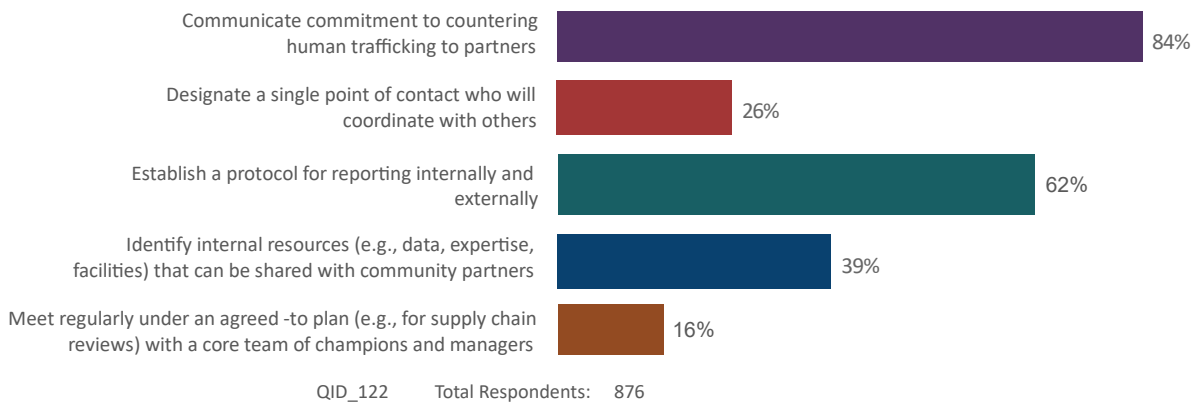 Communicate commitment to countering
human trafficking to partners
84%
Designate a single point of contact who will
coordinate with others
26%
Establish a protocol for reporting internally and
externally
62%
Identify internal resources (e.g., data, expertise,
facilities) that can be shared with community partners
39%
Meet regularly under an agreed -to plan (e.g., for supply chain
reviews) with a core team of champions and managers
16%
QID_122 Total Respondents: 876